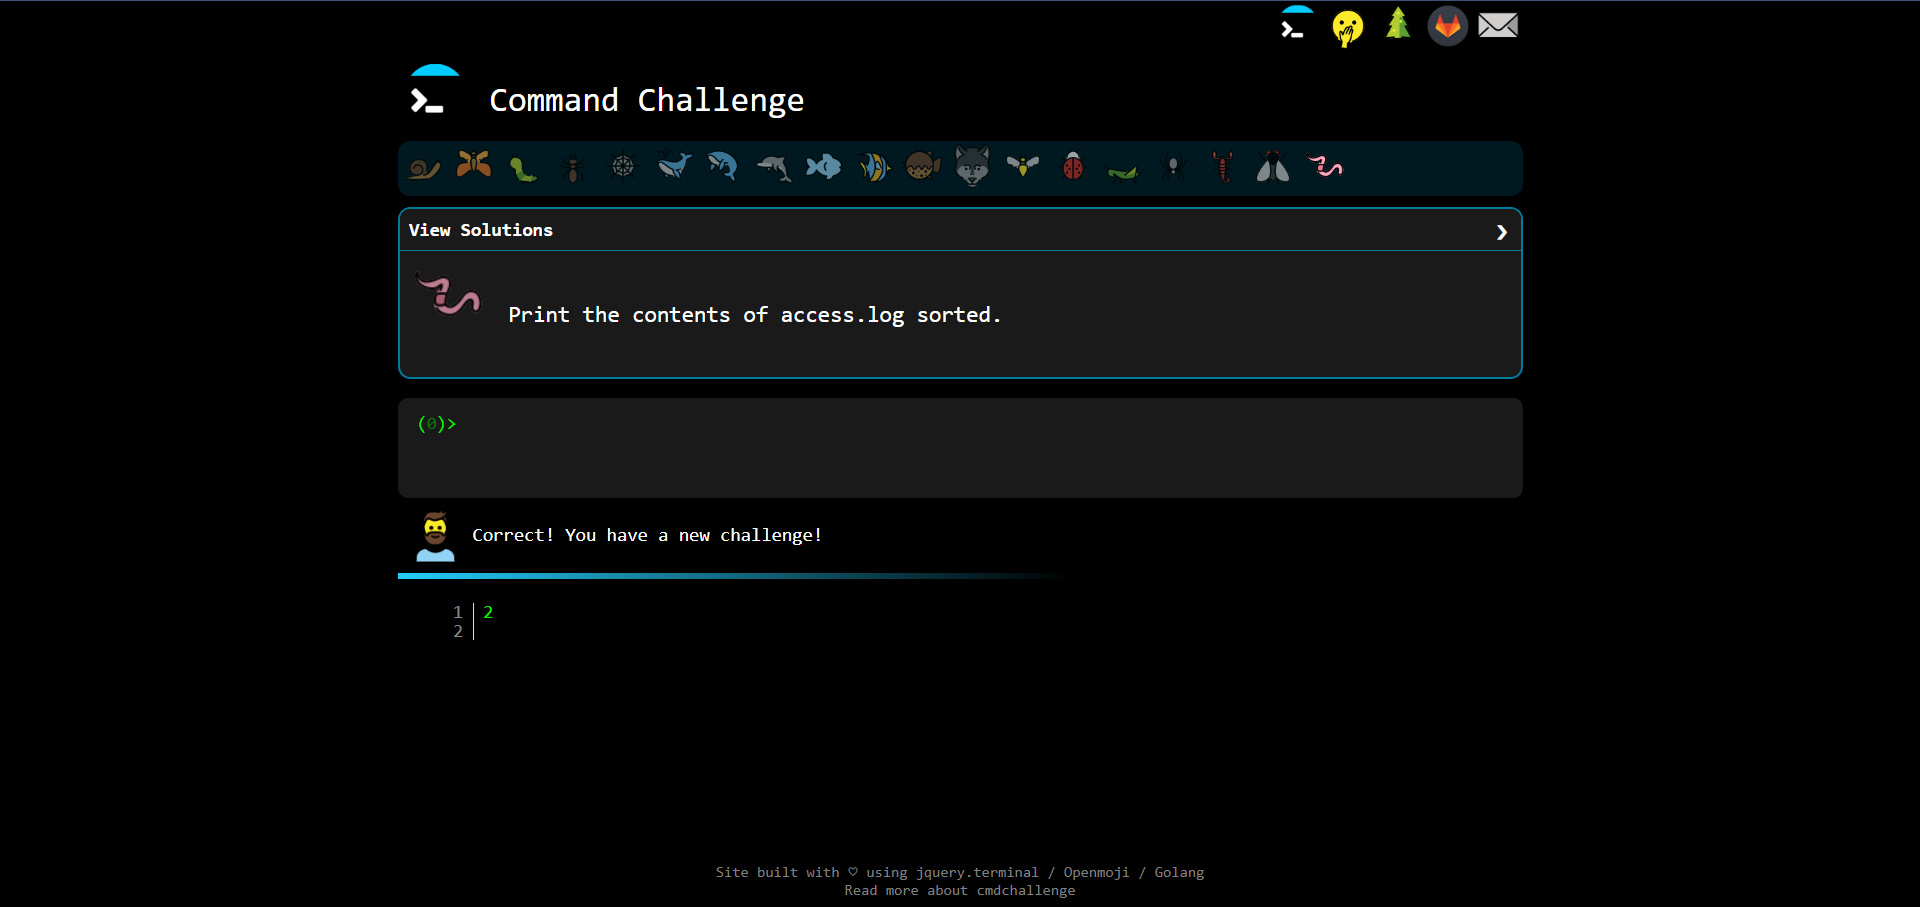 Command Challenge
View Solutions
Print the contents of access.log sorted.
(0)>
Correct! You have a new challenge!
1 2
2
Site built with ♡ using jquery.terminal / Openmoji / Golang
Read more about cmdchallenge